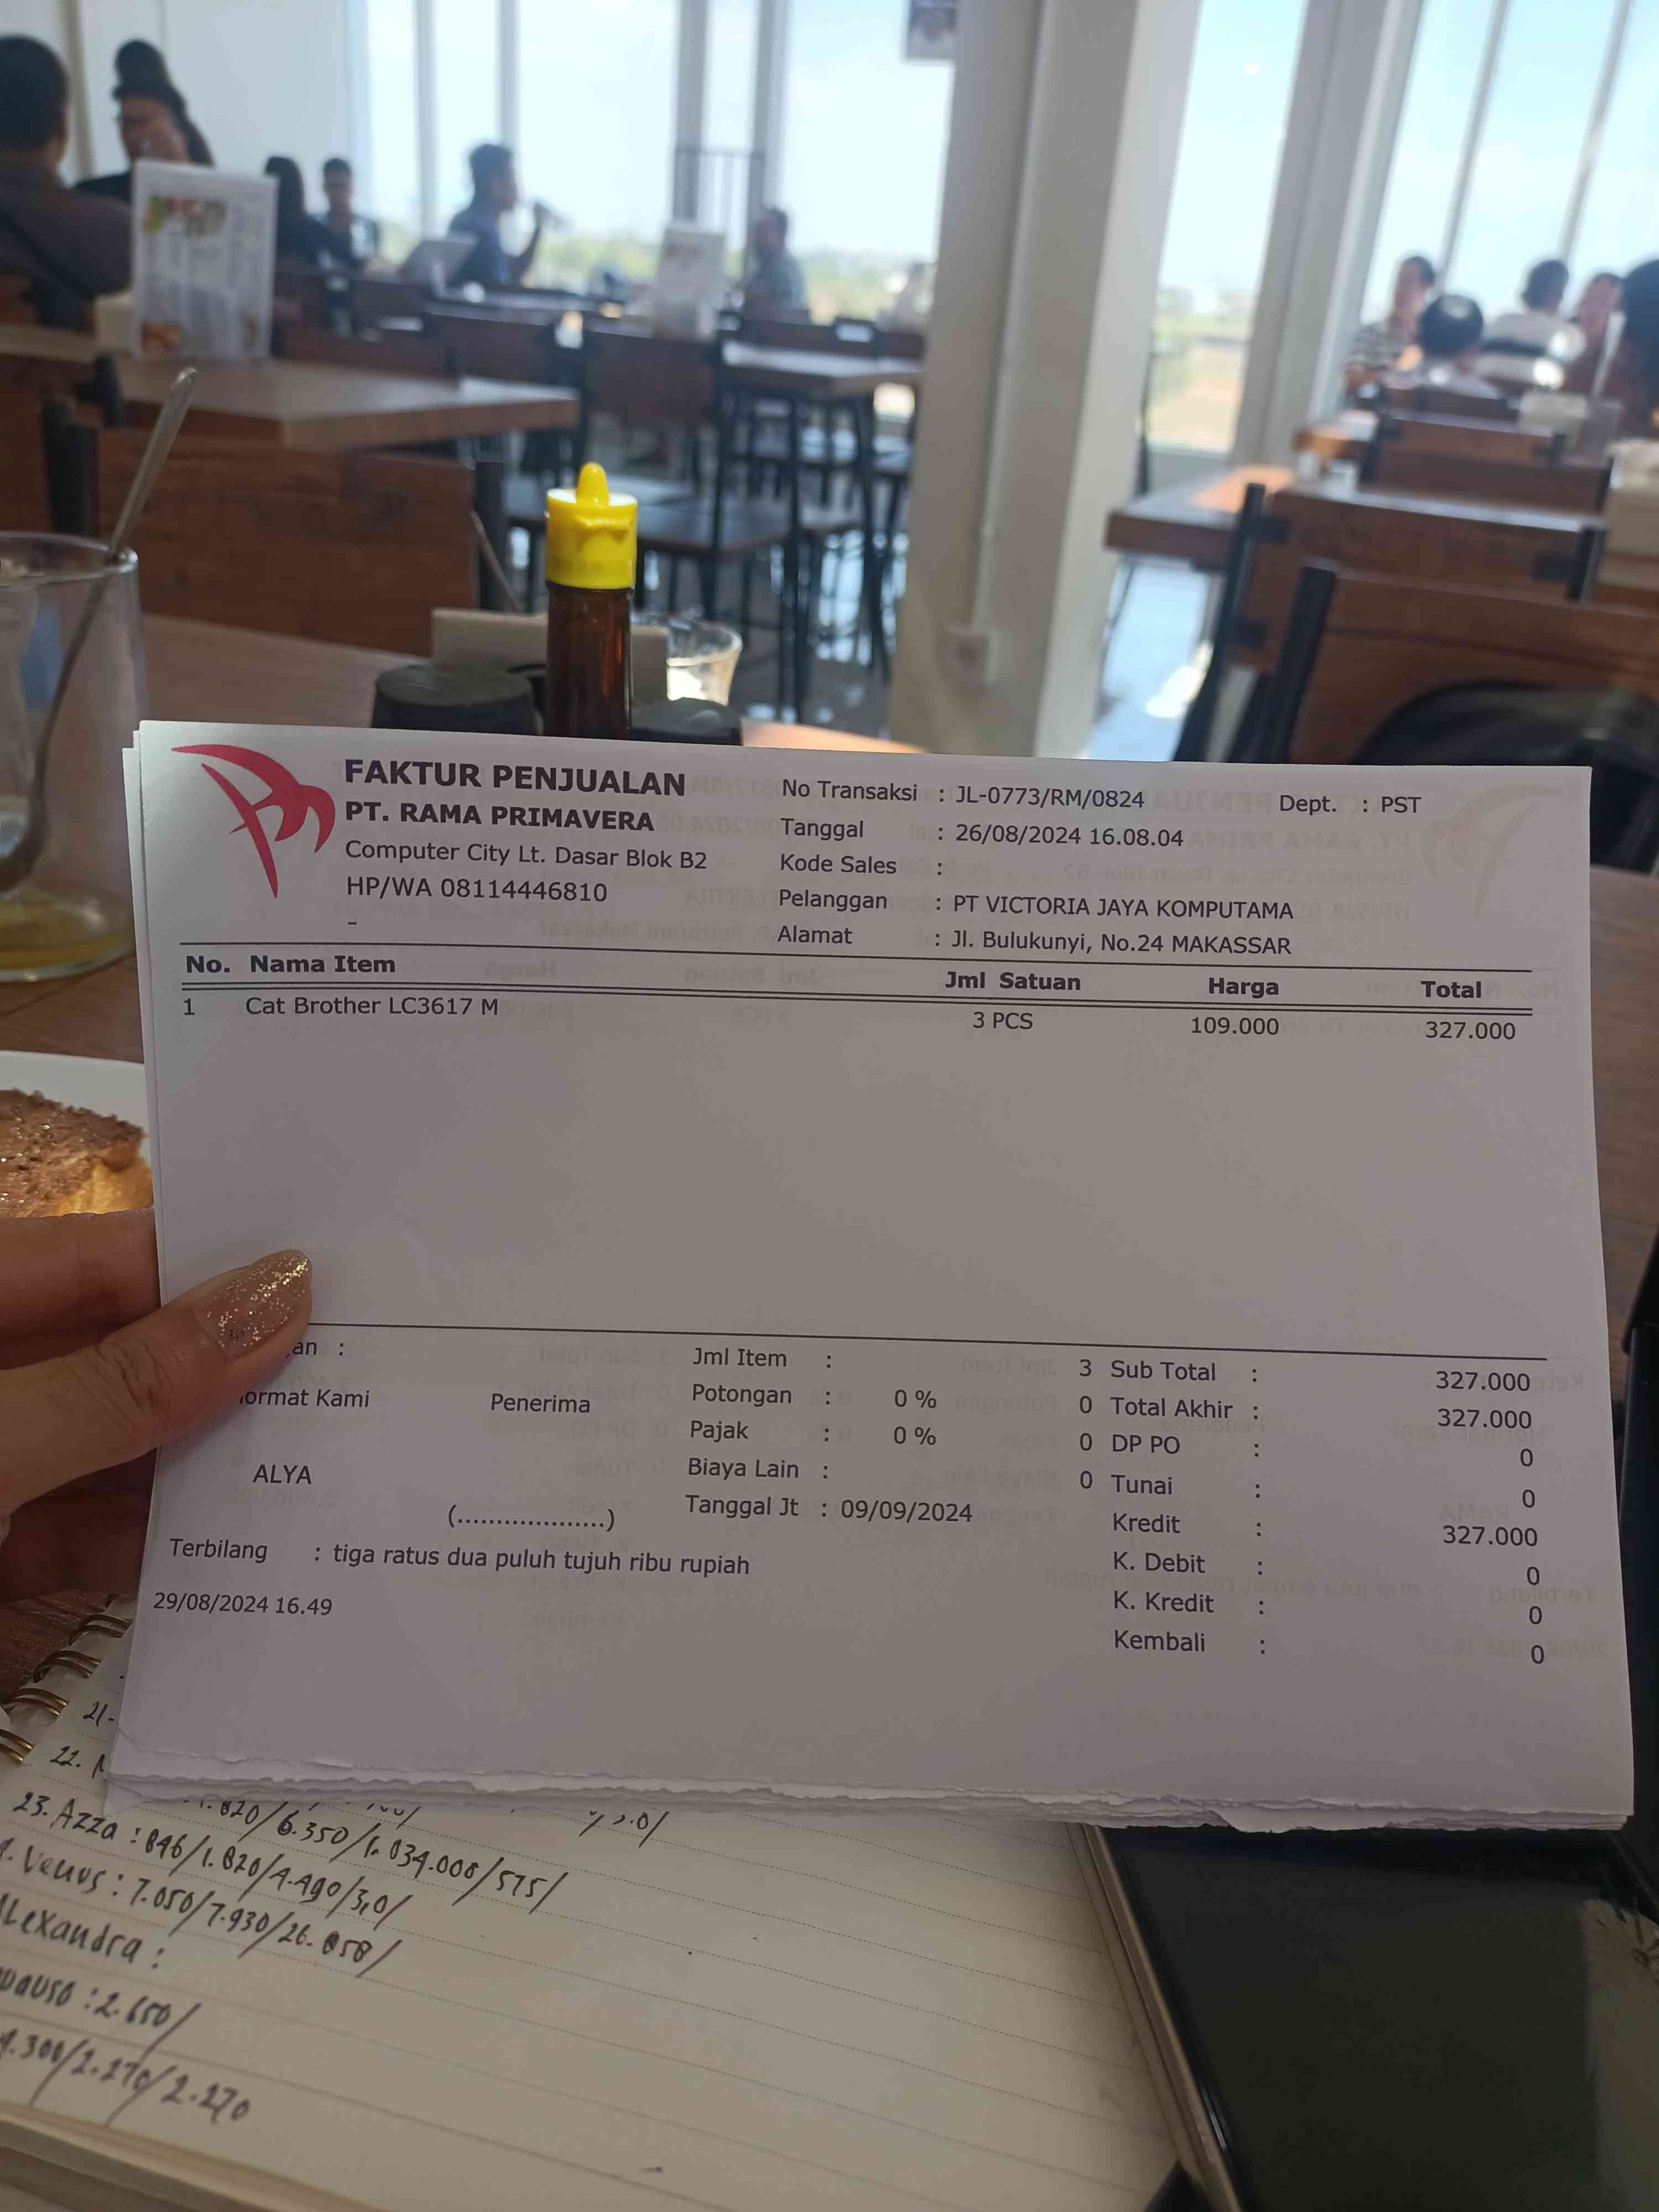 FAKTUR PENJUALAN
PT. RAMA PRIMAVERA
Computer City Lt. Dasar Blok B2
HP/WA 08114446810
-
No Transaksi : JL-0773/RM/0824 Dept. : PST
Tanggal : 26/08/2024 16.08.04
Kode Sales :
Pelanggan : PT VICTORIA JAYA KOMPUTAMA
Alamat : Jl. Bulukunyi, No.24 MAKASSAR
No. Nama Item Jml Satuan Harga Total
1 Cat Brother LC3617 M 3 PCS 109.000 327.000
an :
ormat Kami Penerima
ALYA
(...................)
Jml Item : 3
Potongan : 0 % 0
Pajak : 0 % 0
Biaya Lain : 0
Tanggal Jt : 09/09/2024
Sub Total : 327.000
Total Akhir : 327.000
DP PO : 0
Tunai : 0
Kredit : 327.000
K. Debit : 0
K. Kredit : 0
Kembali : 0
Terbilang : tiga ratus dua puluh tujuh ribu rupiah
29/08/2024 16.49
21-
22.
23. Azza : 846/1.820/4.490/3,0/
Venus : 7.050/7.930/26.050/
Lexandra :
: 2.650/
.300/2.270/2.270